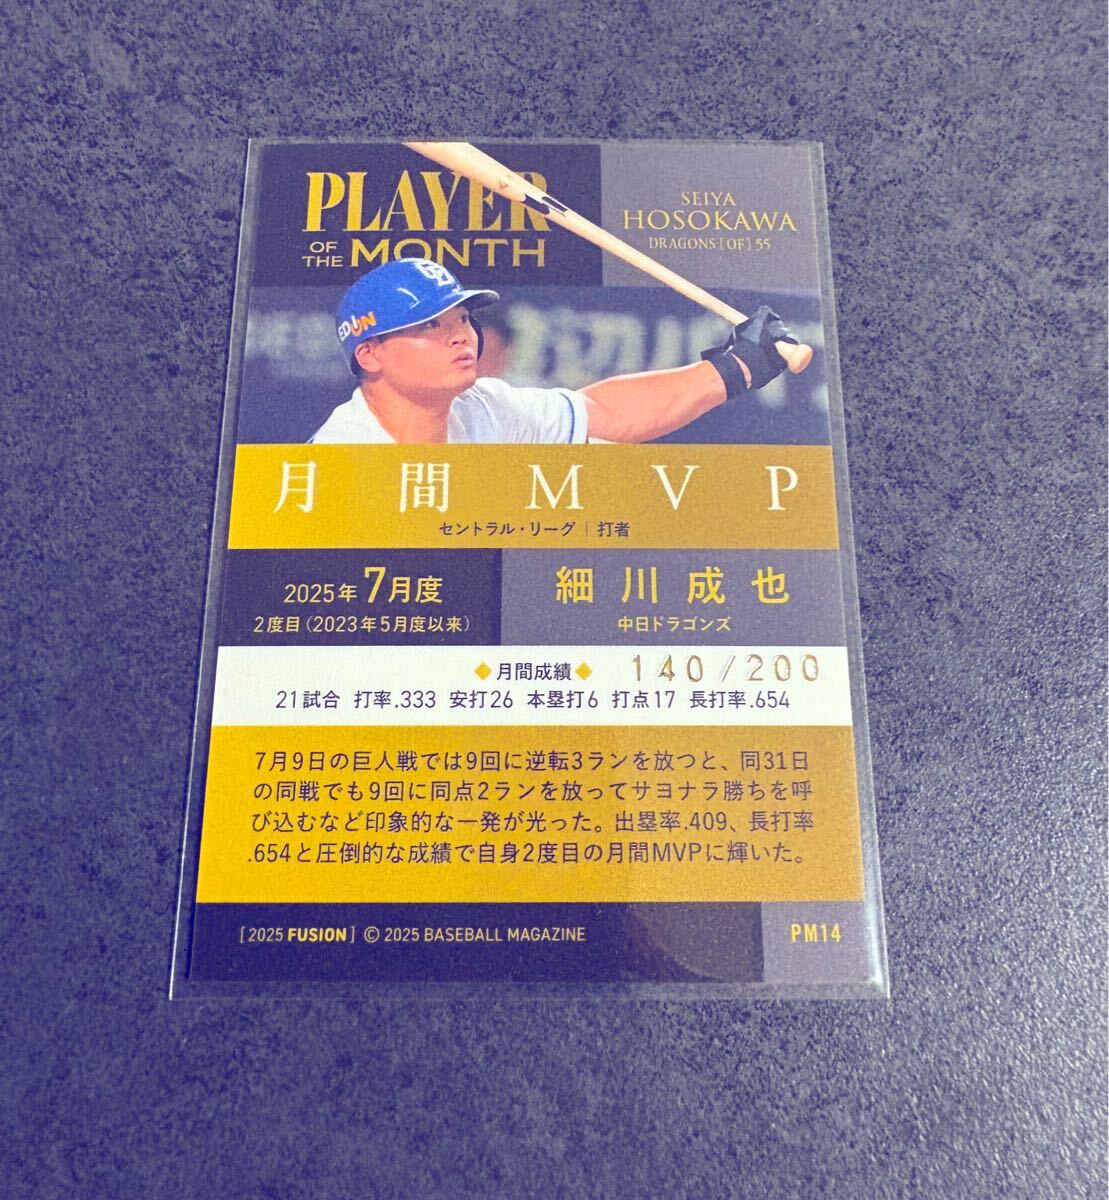 PLAYER
OF THE MONTH
SEIYA
HOSOKAWA
DRAGONS [OF] 55
EDION
月間MVP
セントラル・リーグ | 打者
2025年7月度
2度目(2023年5月度以来)
細川成也
中日ドラゴンズ
◆月間成績◆ 140/200
21試合 打率.333 安打26 本塁打6 打点17 長打率.654
7月9日の巨人戦では9回に逆転3ランを放つと、同31日
の同戦でも9回に同点2ランを放ってサヨナラ勝ちを呼
び込むなど印象的な一発が光った。出塁率.409、長打率
.654と圧倒的な成績で自身2度目の月間MVPに輝いた。
[2025 FUSION] © 2025 BASEBALL MAGAZINE
PM14